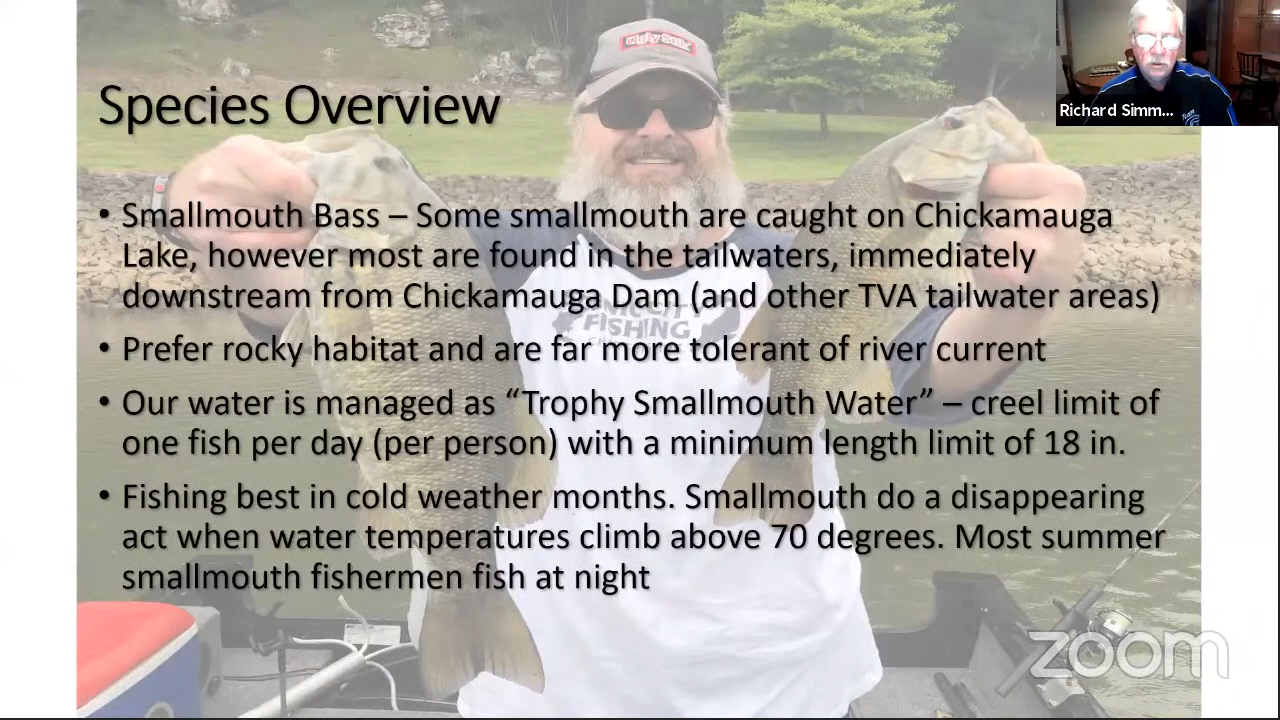 Species Overview
Richard Simm...
• Smallmouth Bass – Some smallmouth are caught on Chickamauga
Lake, however most are found in the tailwaters, immediately
downstream from Chickamauga Dam (and other TVA tailwater areas)
• Prefer rocky habitat and are far more tolerant of river current
• Our water is managed as “Trophy Smallmouth Water” – creel limit of
one fish per day (per person) with a minimum length limit of 18 in.
• Fishing best in cold weather months. Smallmouth do a disappearing
act when water temperatures climb above 70 degrees. Most summer
smallmouth fishermen fish at night
FISHING
zoom